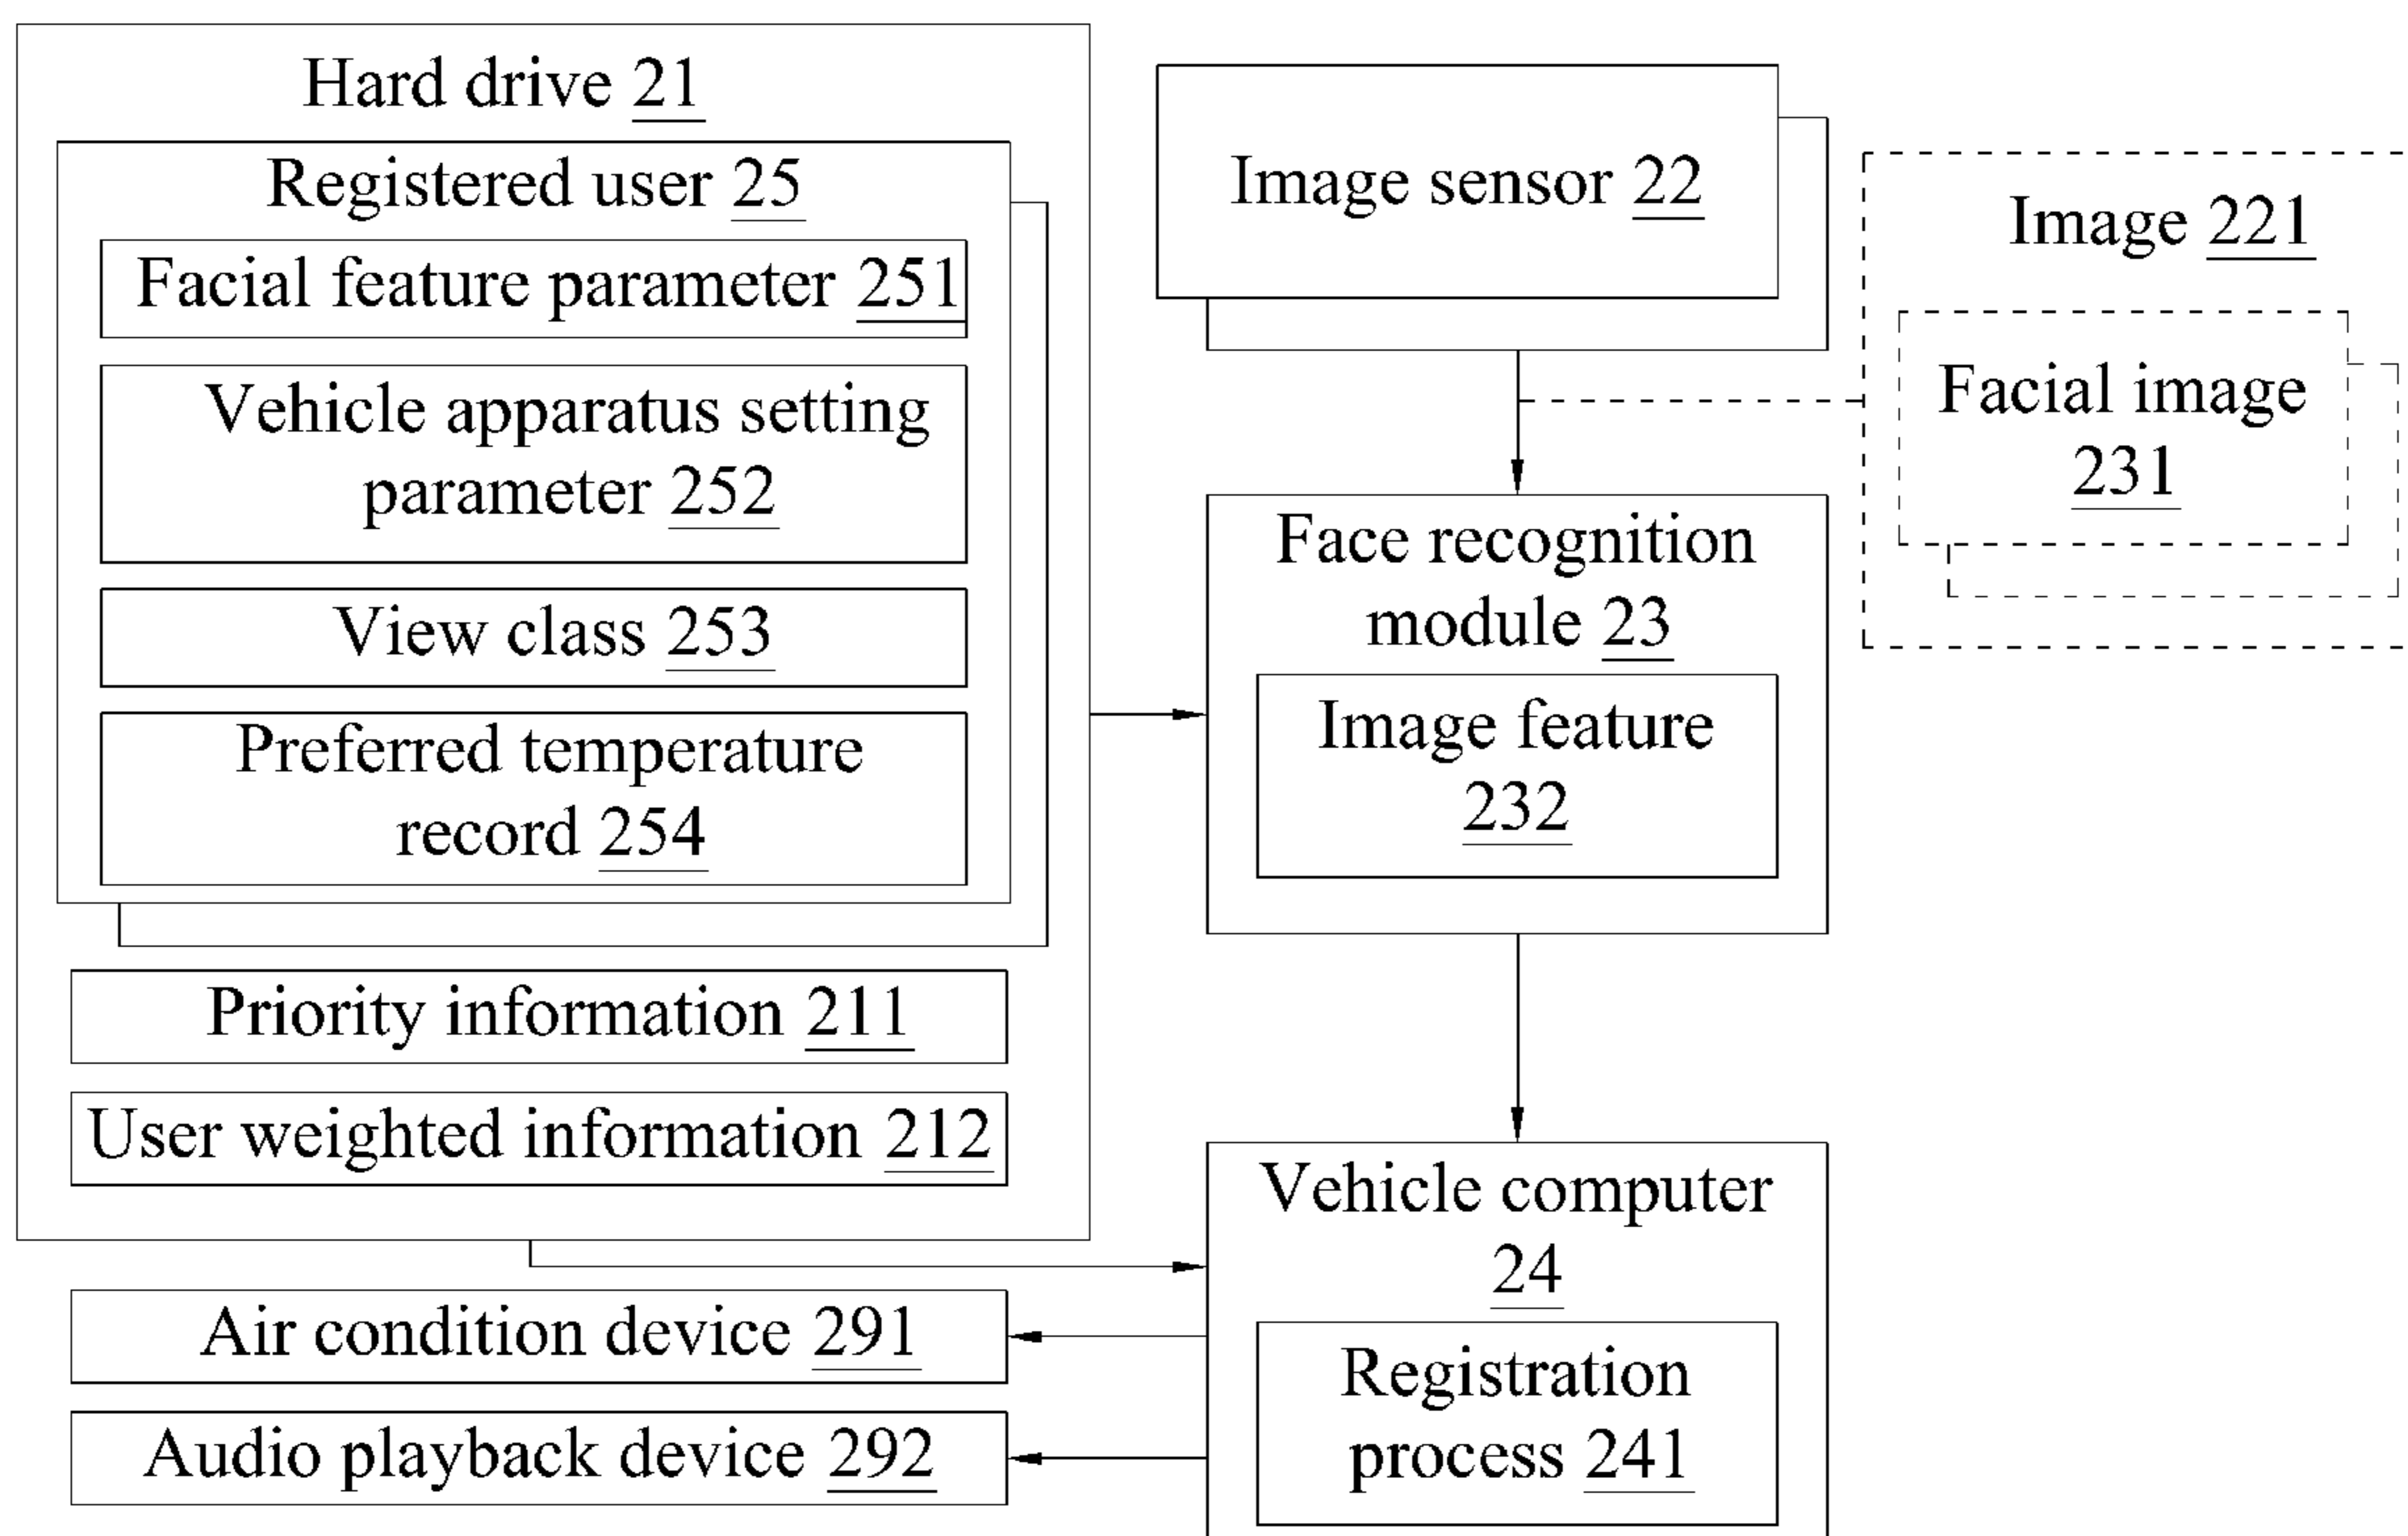 Hard drive 21
Registered user 25
Facial feature parameter 251
Vehicle apparatus setting
parameter 252
View class 253
Preferred temperature
record 254
Priority information 211
User weighted information 212
Air condition device 291
Audio playback device 292
Image sensor 22
Face recognition
module 23
Image feature
232
Vehicle computer
24
Registration
process 241
Image 221
Facial image
231